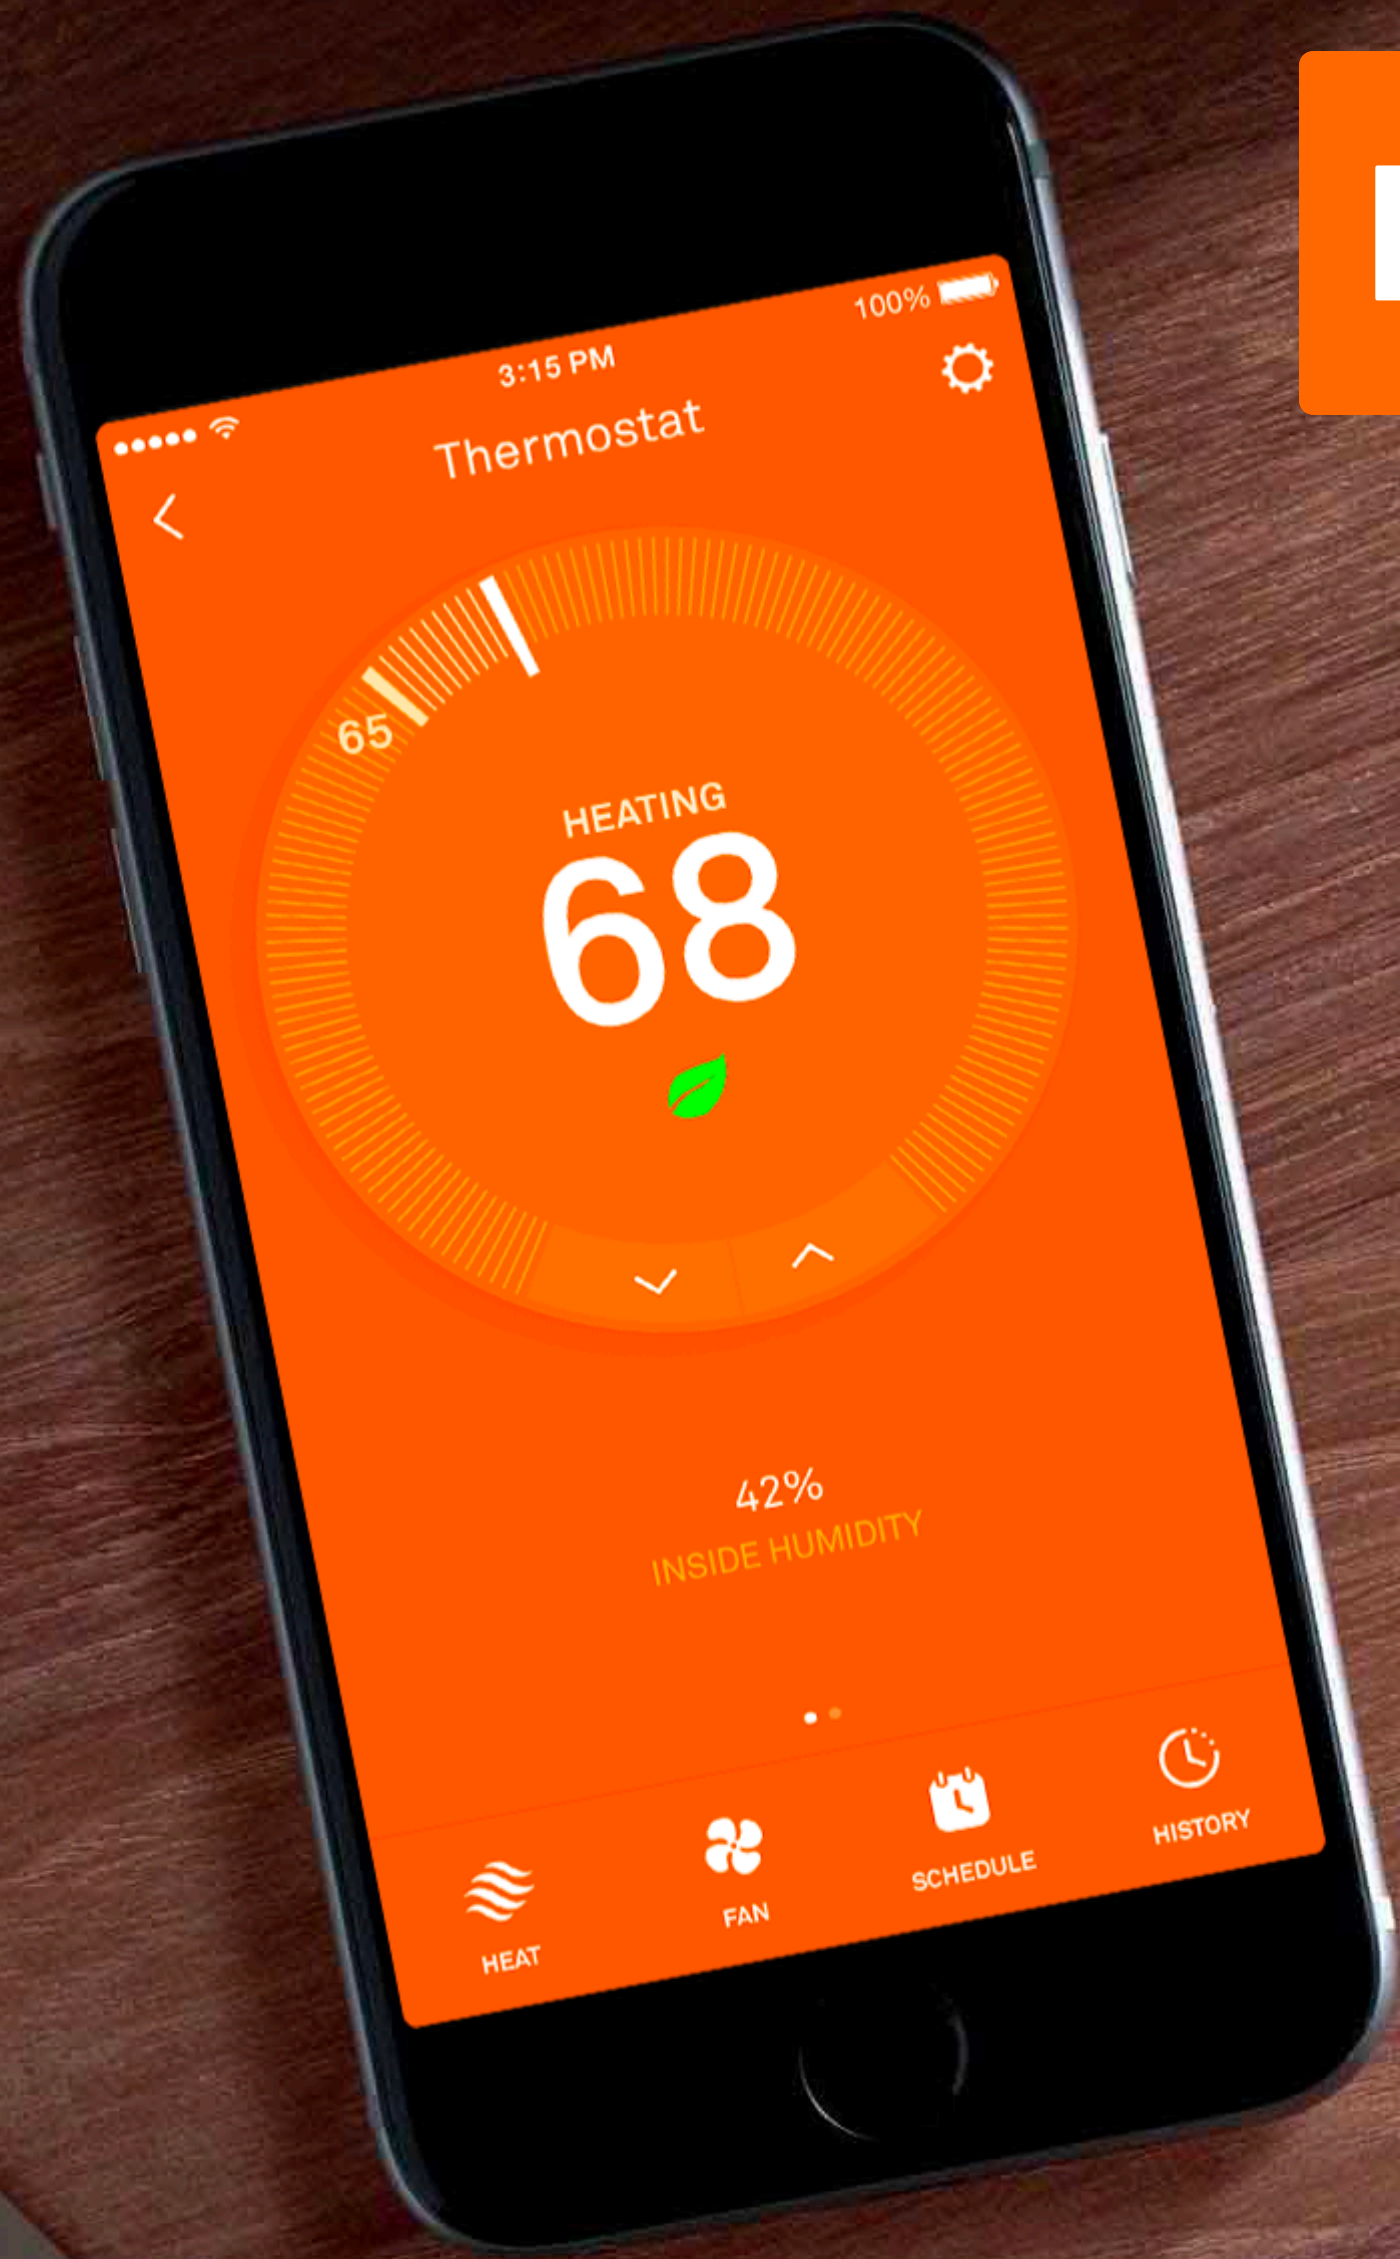 100%
3:15 PM
Thermostat
65
HEATING
68
42%
INSIDE HUMIDITY
HEAT
FAN
SCHEDULE
HISTORY